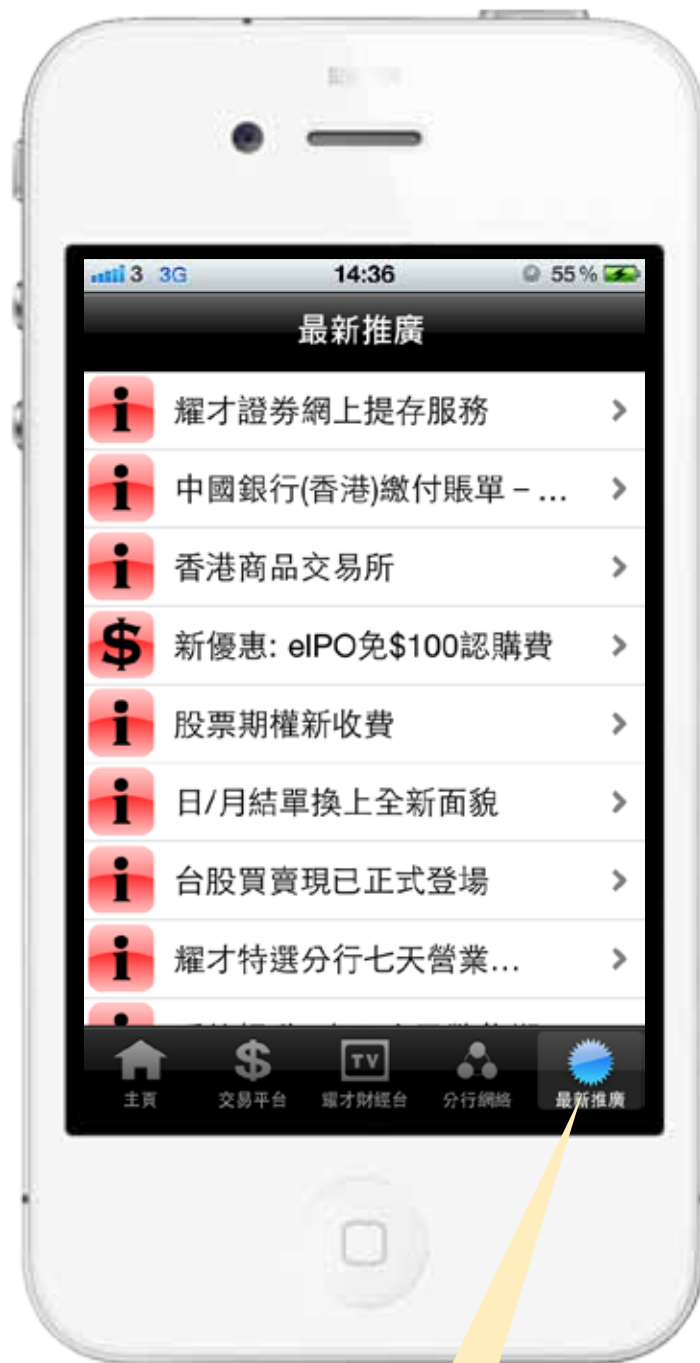 3 3G 14:36 55%
最新推廣
耀才證券網上提存服務
中國銀行(香港)繳付賬單 – ...
香港商品交易所
$ 新優惠: eIPO免$100認購費
股票期權新收費
日/月結單換上全新面貌
台股買賣現已正式登場
耀才特選分行七天營業...
$ TV
主頁 交易平台 耀才財經台 分行網絡 最新推廣